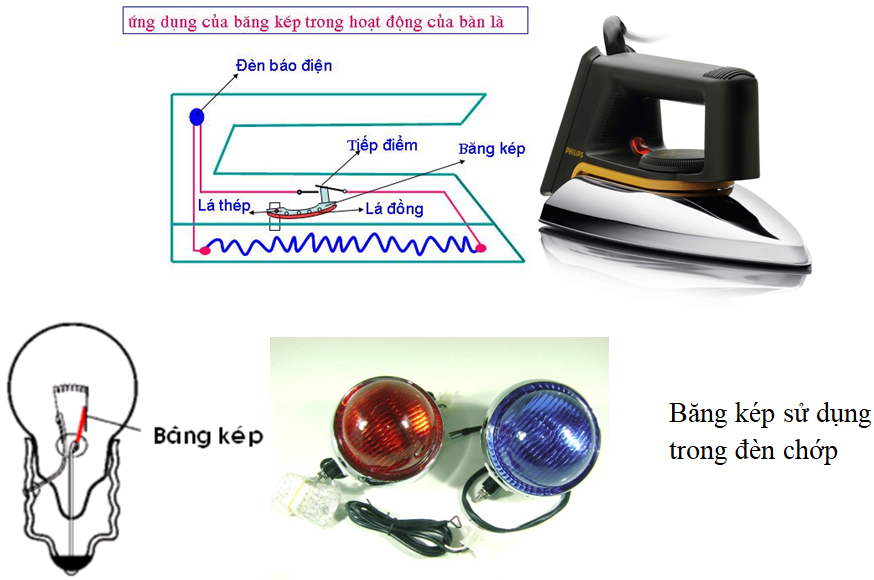 ứng dụng của băng kép trong hoạt động của bàn là
Đèn báo điện
Tiếp điểm
Băng kép
Lá thép
Lá đồng
PHILIPS
Bâng kép
Băng kép sử dụng
trong đèn chớp